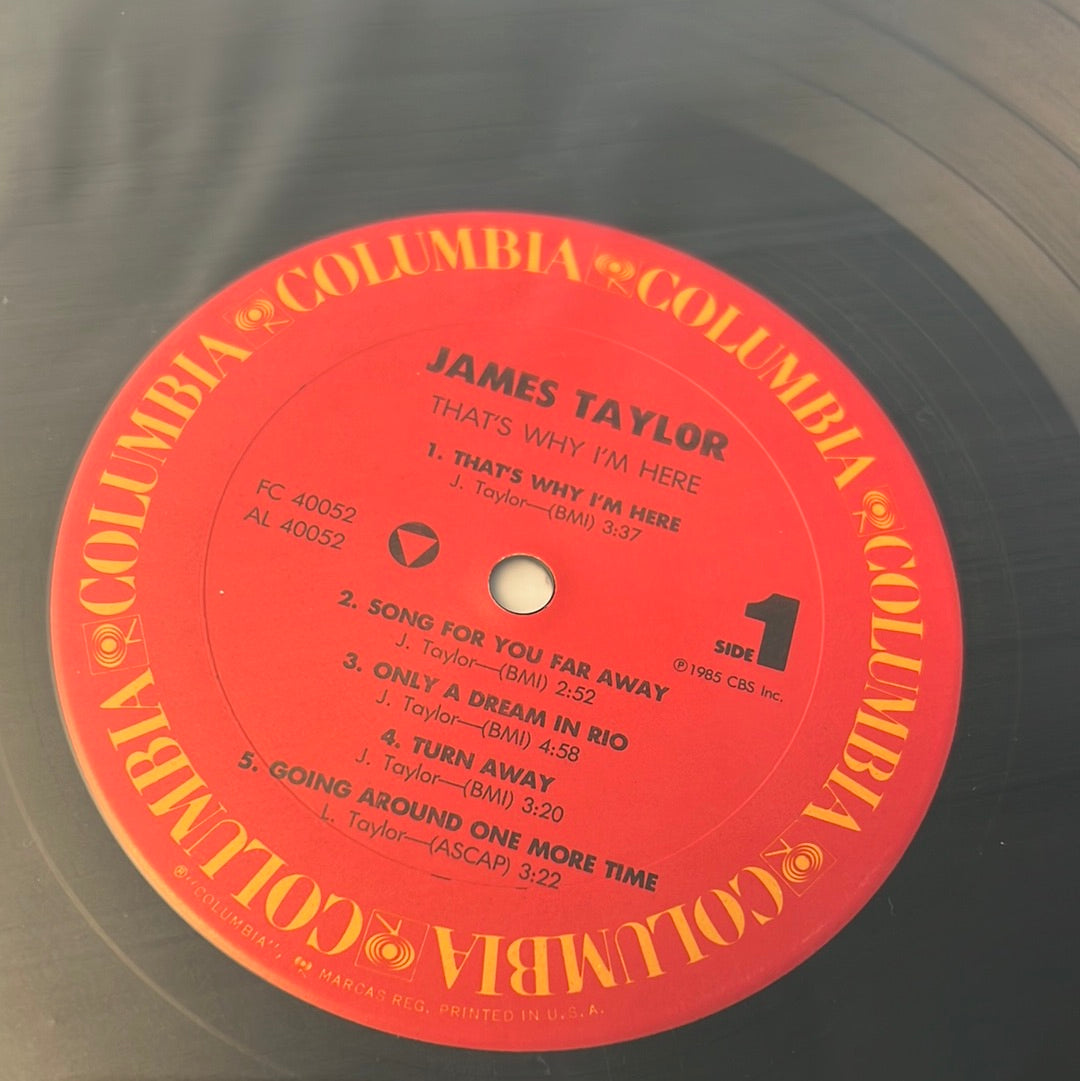 COLUMBIA COLUMBIA COLUMBIA COLUMBIA COLUMBIA COLUMBIA
JAMES TAYLOR
THAT'S WHY I'M HERE
1. THAT'S WHY I'M HERE
J. Taylor—(BMI) 3:37
FC 40052
AL 40052
SIDE 1
℗ 1985 CBS Inc.
2. SONG FOR YOU FAR AWAY
J. Taylor—(BMI) 2:52
3. ONLY A DREAM IN RIO
J. Taylor—(BMI) 4:58
4. TURN AWAY
J. Taylor—(BMI) 3:20
5. GOING AROUND ONE MORE TIME
L. Taylor—(ASCAP) 3:22
® "COLUMBIA", MARCAS REG. PRINTED IN U.S.A.